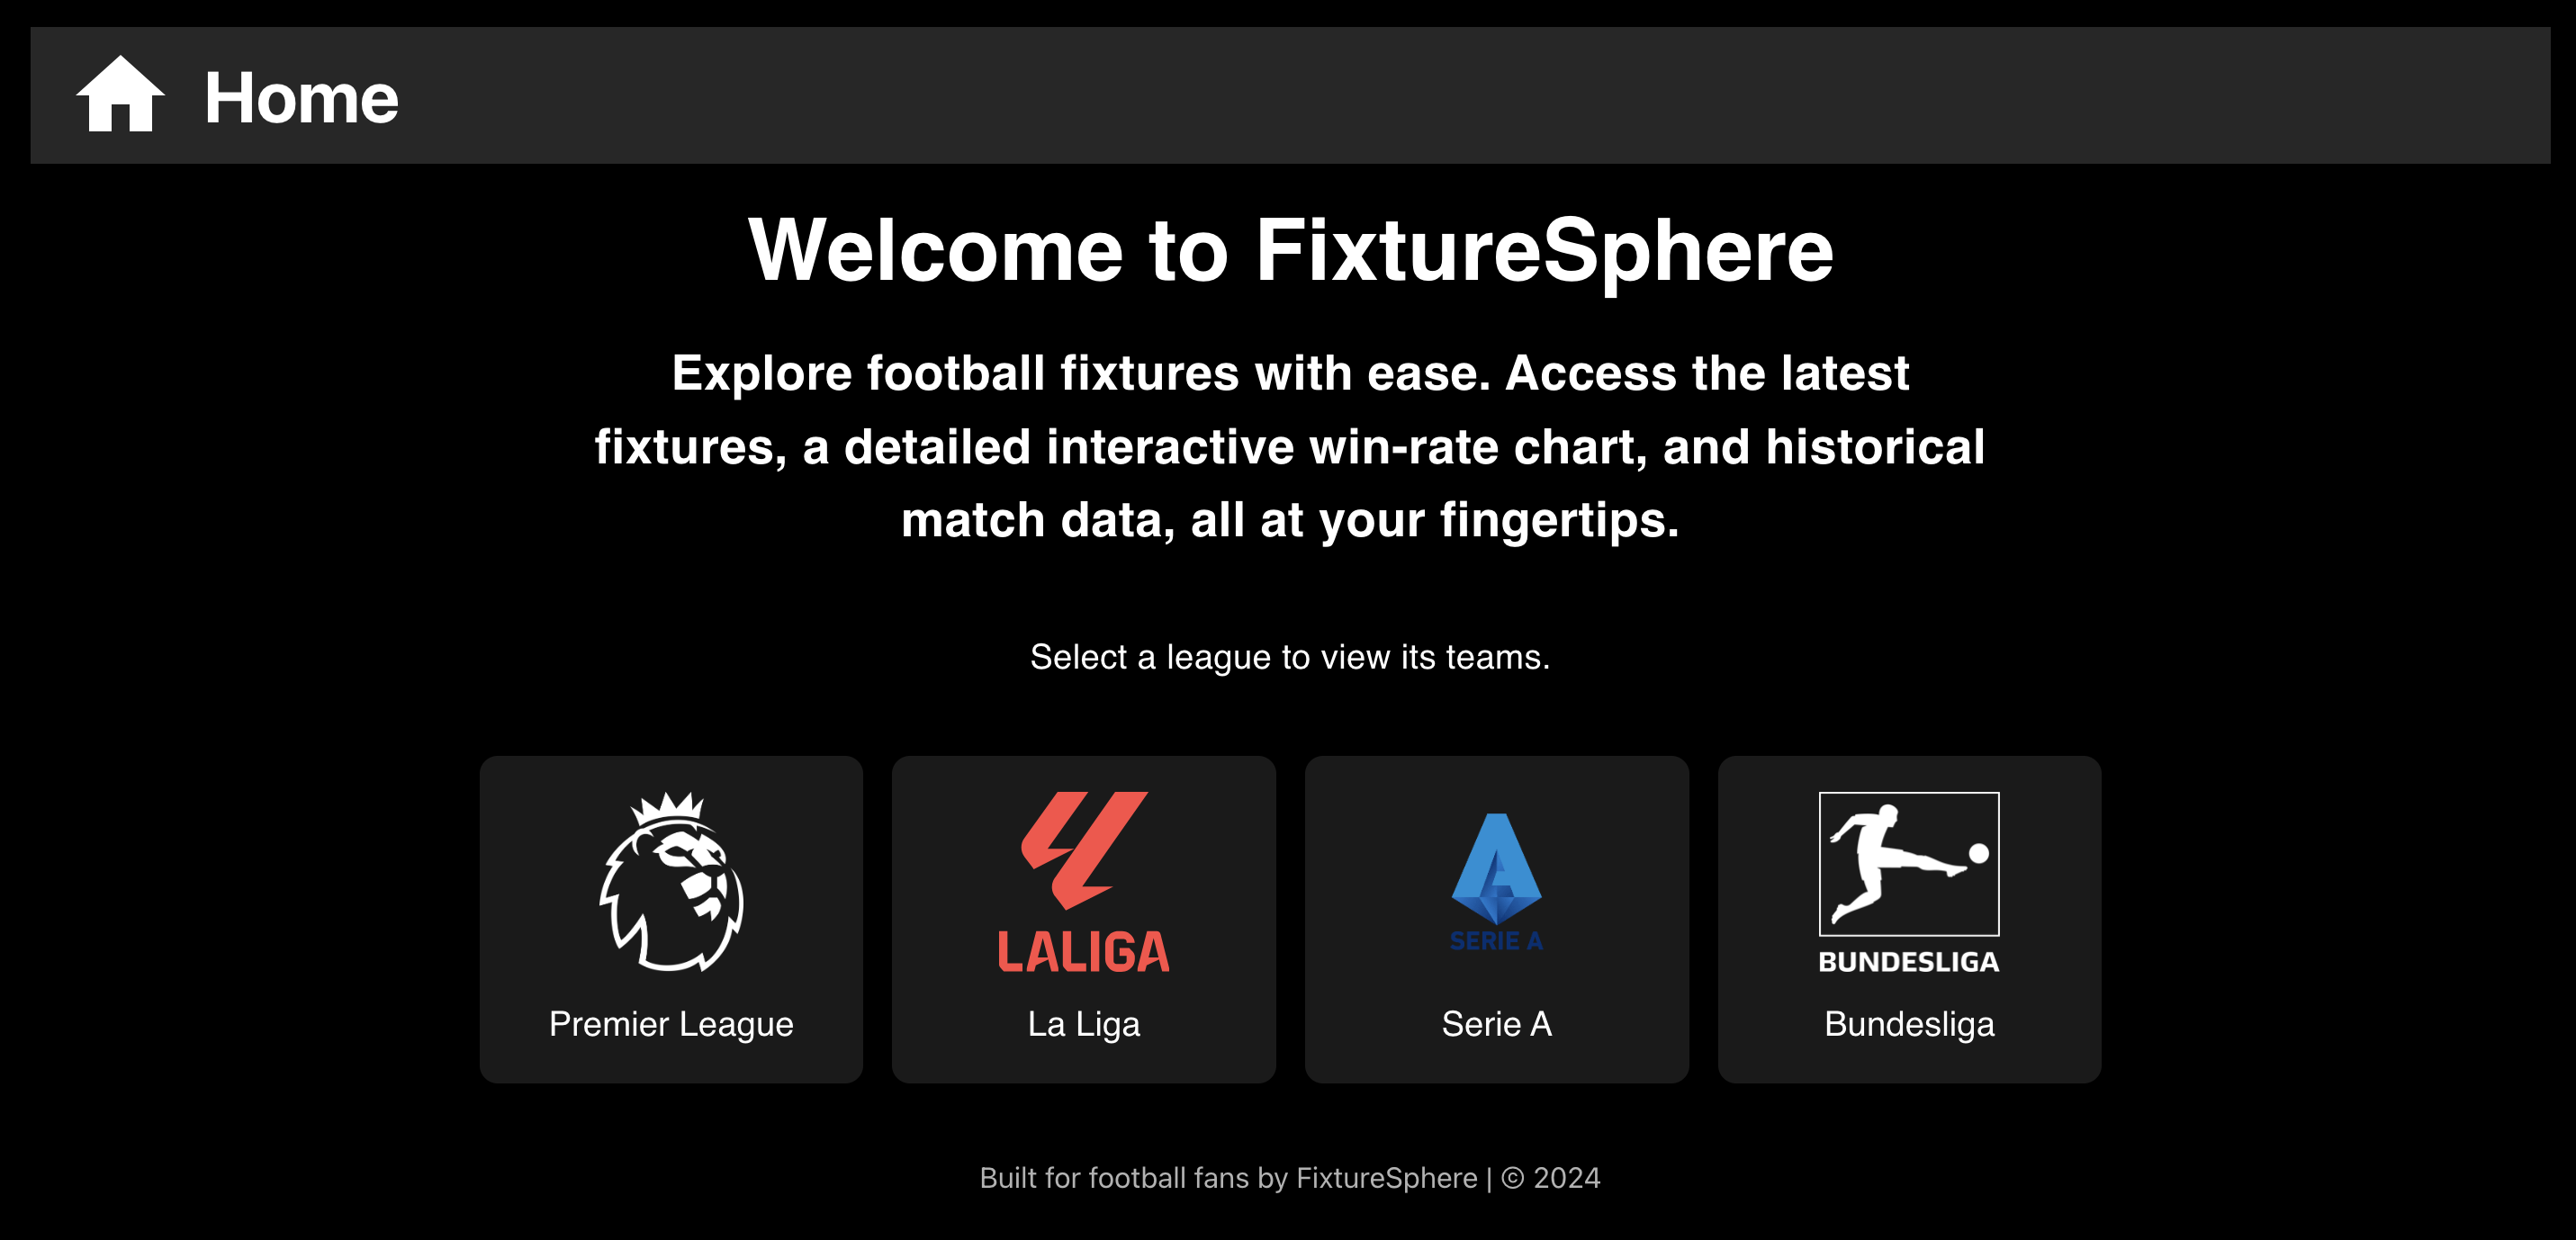 Home
Welcome to FixtureSphere
Explore football fixtures with ease. Access the latest
fixtures, a detailed interactive win-rate chart, and historical
match data, all at your fingertips.
Select a league to view its teams.
LALIGA
SERIE A
BUNDESLIGA
Premier League
La Liga
Serie A
Bundesliga
Built for football fans by FixtureSphere | © 2024